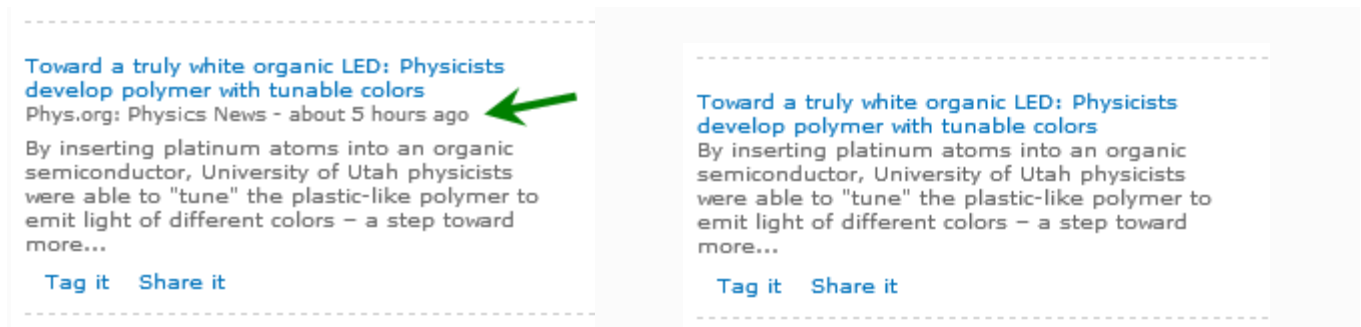 Toward a truly white organic LED: Physicists
develop polymer with tunable colors
Phys.org: Physics News - about 5 hours ago
By inserting platinum atoms into an organic
semiconductor, University of Utah physicists
were able to "tune" the plastic-like polymer to
emit light of different colors – a step toward
more...
Tag it Share it
Toward a truly white organic LED: Physicists
develop polymer with tunable colors
By inserting platinum atoms into an organic
semiconductor, University of Utah physicists
were able to "tune" the plastic-like polymer to
emit light of different colors – a step toward
more...
Tag it Share it